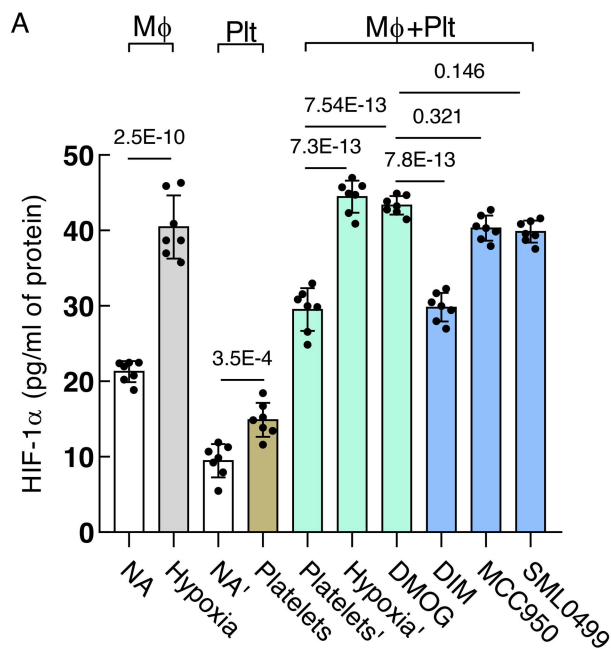 A
Mϕ
Plt
Mϕ+Plt
0.146
7.54E-13
0.321
2.5E-10
7.3E-13
7.8E-13
3.5E-4
HIF-1α (pg/ml of protein)
50
40
30
20
10
0
NA
Hypoxia
NA'
Platelets
Platelets'
Hypoxia'
DMOG
DIM
MCC950
SML0499